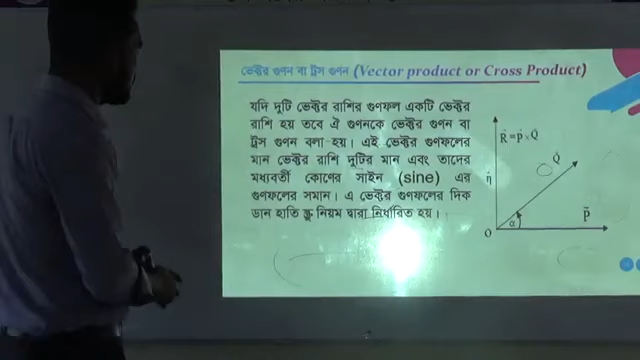 ভেক্টর গুণন বা ক্রস গুণন (Vector product or Cross Product)
যদি দুটি ভেক্টর রাশির গুণফল একটি ভেক্টর
রাশি হয় তবে ঐ গুণনকে ভেক্টর গুণন বা
ক্রস গুণন বলা হয়। এই ভেক্টর গুণফলের
মান ভেক্টর রাশি দুটির মান এবং তাদের
মধ্যবর্তী কোণের সাইন (sine) এর
গুণফলের সমান। এ ভেক্টর গুণফলের দিক
ডান হাতি স্ক্রু নিয়ম দ্বারা নির্ধারিত হয়।
R⃗ = P⃗ × Q⃗
Q⃗
η̂
P⃗
α
O